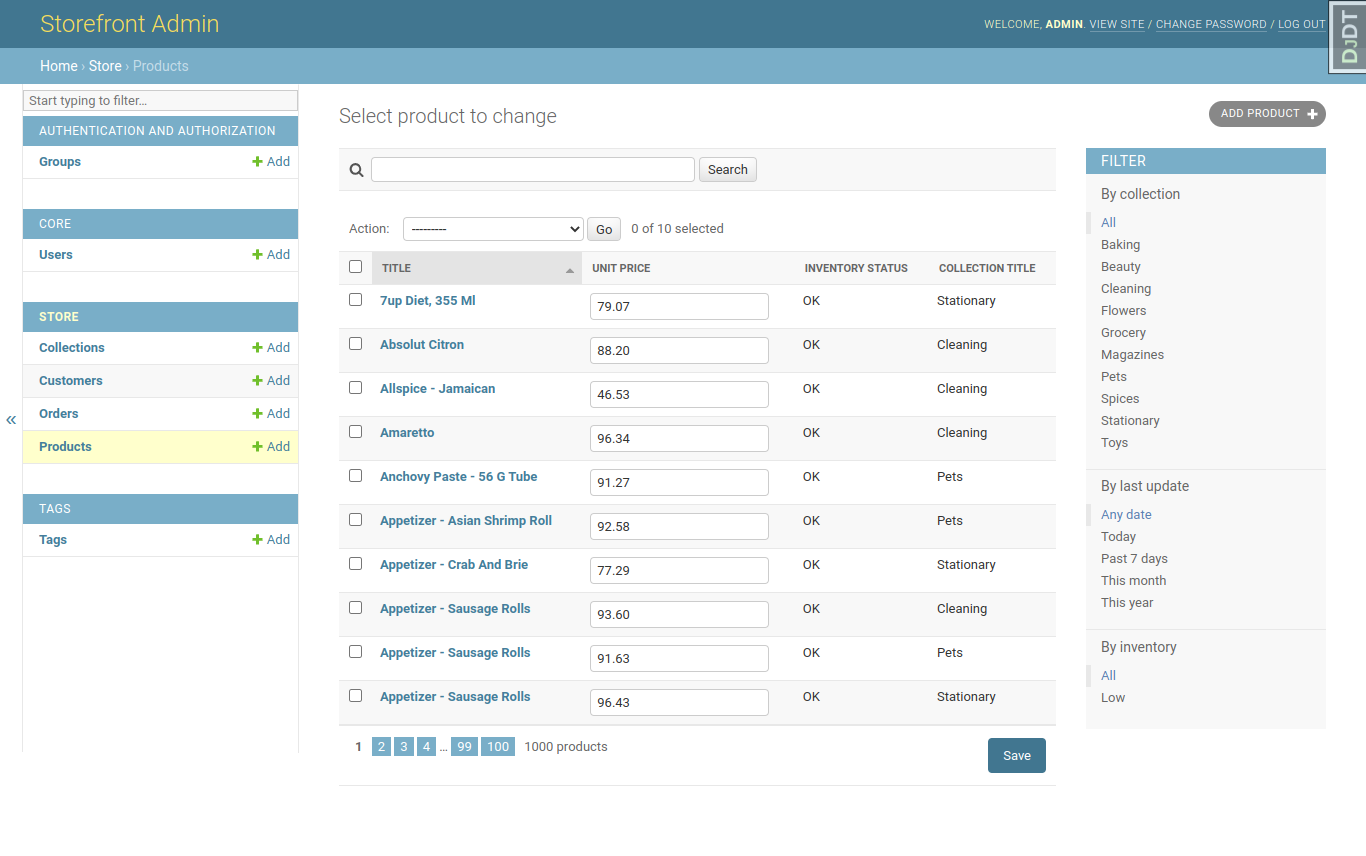 Storefront Admin
WELCOME, ADMIN. VIEW SITE / CHANGE PASSWORD / LOG OUT
DJDT
Home › Store › Products
Start typing to filter...
AUTHENTICATION AND AUTHORIZATION
Groups Add
CORE
Users Add
STORE
Collections Add
Customers Add
Orders Add
Products Add
TAGS
Tags Add
«
Select product to change
ADD PRODUCT
Search
Action: --------- Go 0 of 10 selected
TITLE UNIT PRICE INVENTORY STATUS COLLECTION TITLE
7up Diet, 355 Ml 79.07 OK Stationary
Absolut Citron 88.20 OK Cleaning
Allspice - Jamaican 46.53 OK Cleaning
Amaretto 96.34 OK Cleaning
Anchovy Paste - 56 G Tube 91.27 OK Pets
Appetizer - Asian Shrimp Roll 92.58 OK Pets
Appetizer - Crab And Brie 77.29 OK Stationary
Appetizer - Sausage Rolls 93.60 OK Cleaning
Appetizer - Sausage Rolls 91.63 OK Pets
Appetizer - Sausage Rolls 96.43 OK Stationary
1 2 3 4 ... 99 100 1000 products
Save
FILTER
By collection
All
Baking
Beauty
Cleaning
Flowers
Grocery
Magazines
Pets
Spices
Stationary
Toys
By last update
Any date
Today
Past 7 days
This month
This year
By inventory
All
Low